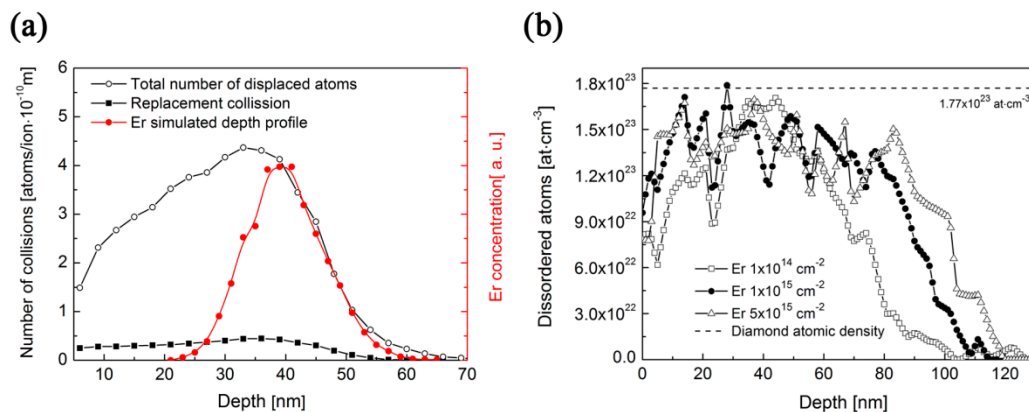 (a)
Number of collisions [atoms/ion·10⁻¹⁰m]
6
5
4
3
2
1
0
Total number of displaced atoms
Replacement collission
Er simulated depth profile
Er concentration[ a. u.]
10 20 30 40 50 60 70
Depth [nm]
(b)
Dissordered atoms [at·cm⁻³]
1.8x10²³
1.5x10²³
1.2x10²³
9.0x10²²
6.0x10²²
3.0x10²²
0.0
1.77x10²³ at·cm⁻³
Er 1x10¹⁴ cm⁻²
Er 1x10¹⁵ cm⁻²
Er 5x10¹⁵ cm⁻²
Diamond atomic density
0 20 40 60 80 100 120
Depth [nm]